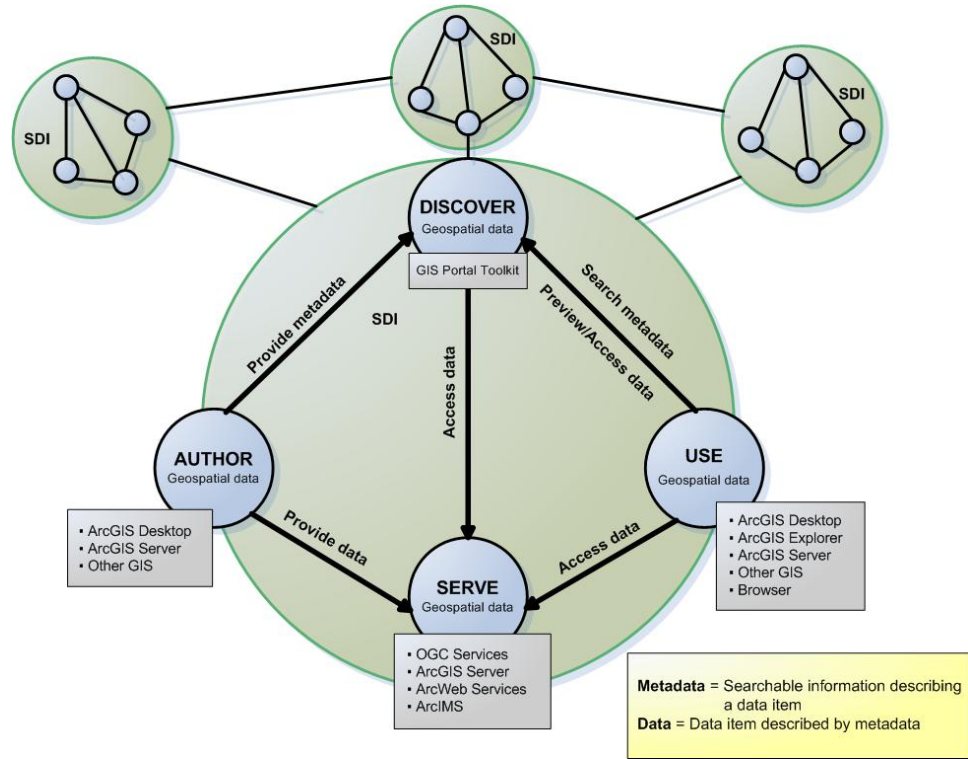 SDI
SDI
SDI
DISCOVER
Geospatial data
GIS Portal Toolkit
SDI
Provide metadata
Search metadata
Preview/Access data
Access data
AUTHOR
Geospatial data
▪ ArcGIS Desktop
▪ ArcGIS Server
▪ Other GIS
USE
Geospatial data
▪ ArcGIS Desktop
▪ ArcGIS Explorer
▪ ArcGIS Server
▪ Other GIS
▪ Browser
Provide data
Access data
SERVE
Geospatial data
▪ OGC Services
▪ ArcGIS Server
▪ ArcWeb Services
▪ ArcIMS
Metadata = Searchable information describing
a data item
Data = Data item described by metadata